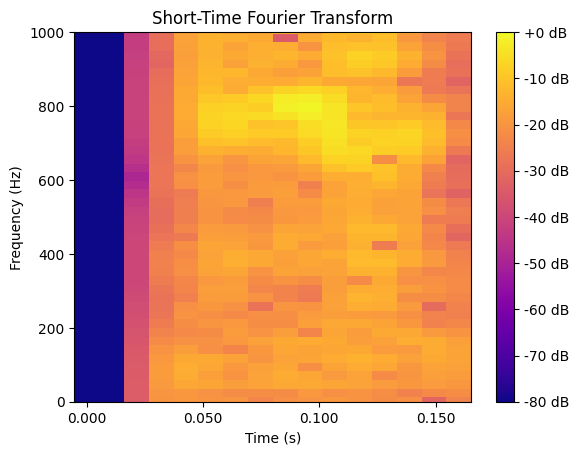 Short-Time Fourier Transform
Frequency (Hz)
1000
800
600
400
200
0
0.000
0.050
0.100
0.150
Time (s)
+0 dB
-10 dB
-20 dB
-30 dB
-40 dB
-50 dB
-60 dB
-70 dB
-80 dB